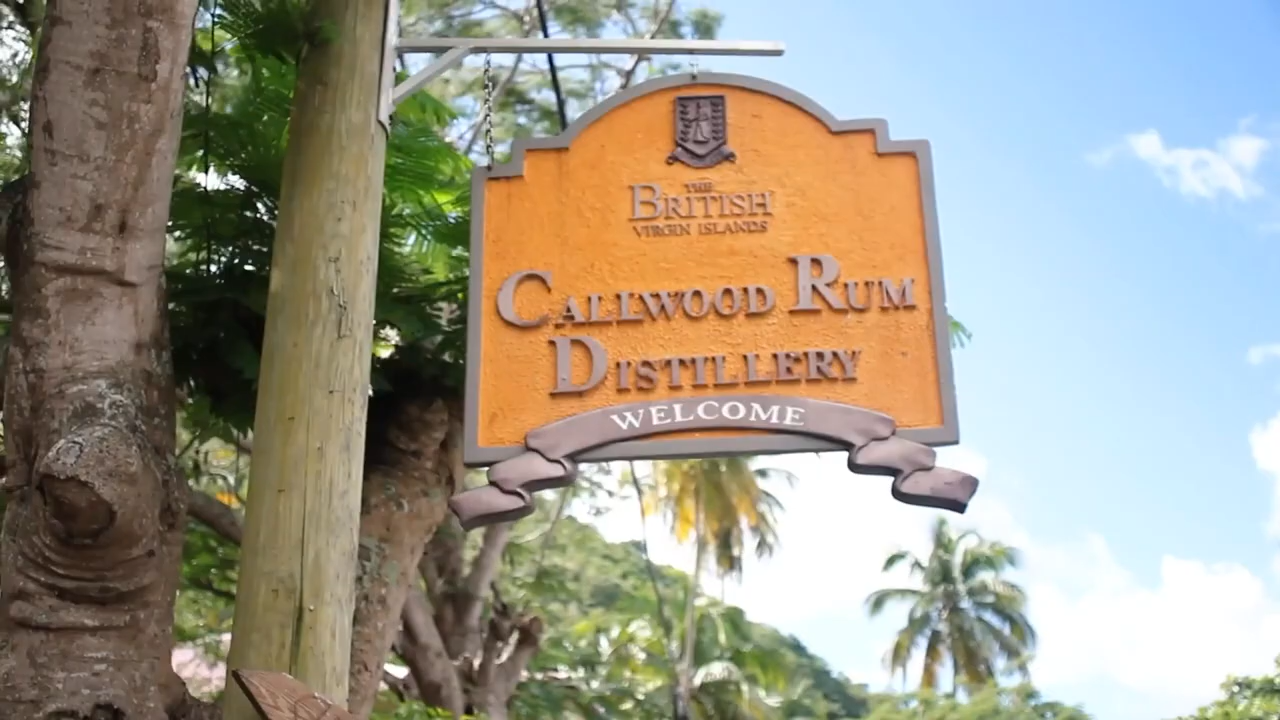 THE
BRITISH
VIRGIN ISLANDS
CALLWOOD RUM
DISTILLERY
WELCOME